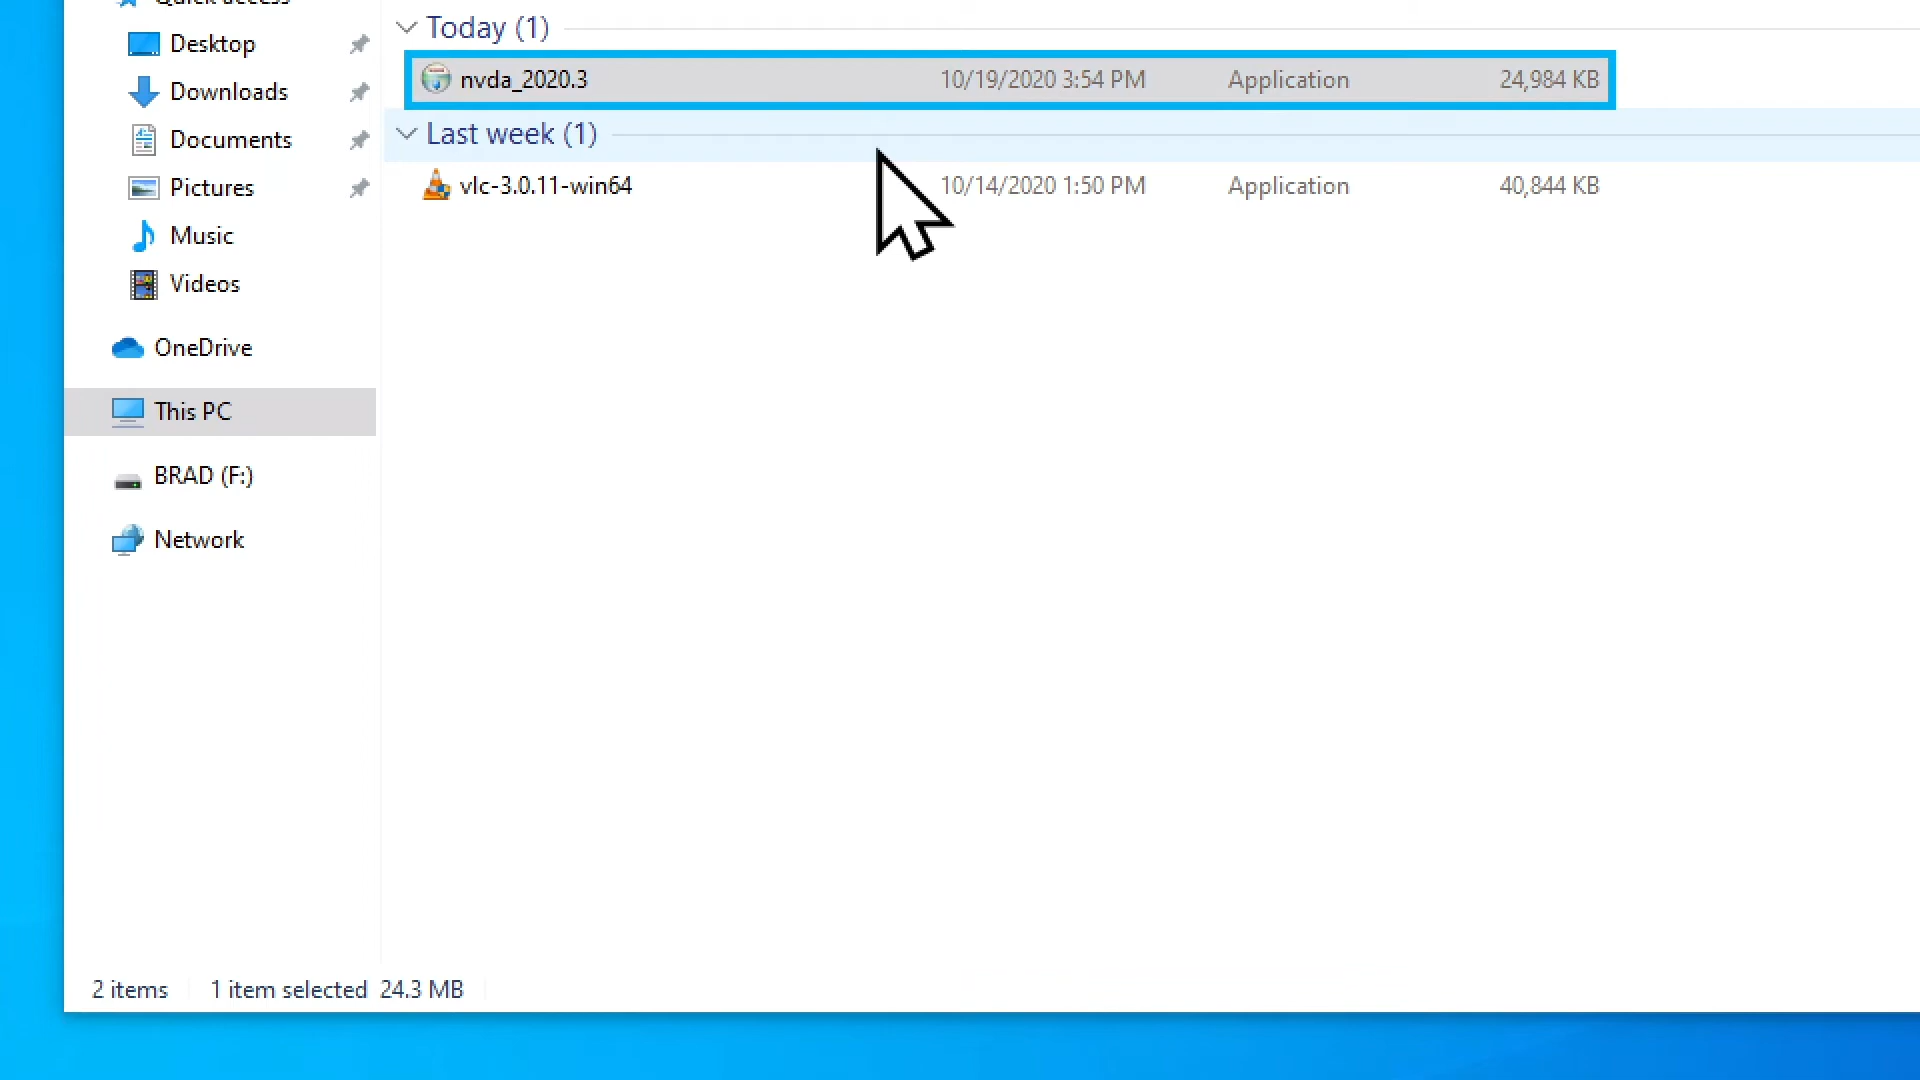 Quick access
Today (1)
Desktop
nvda_2020.3 10/19/2020 3:54 PM Application 24,984 KB
Downloads
Last week (1)
Documents
vlc-3.0.11-win64 10/14/2020 1:50 PM Application 40,844 KB
Pictures
Music
Videos
OneDrive
This PC
BRAD (F:)
Network
2 items 1 item selected 24.3 MB